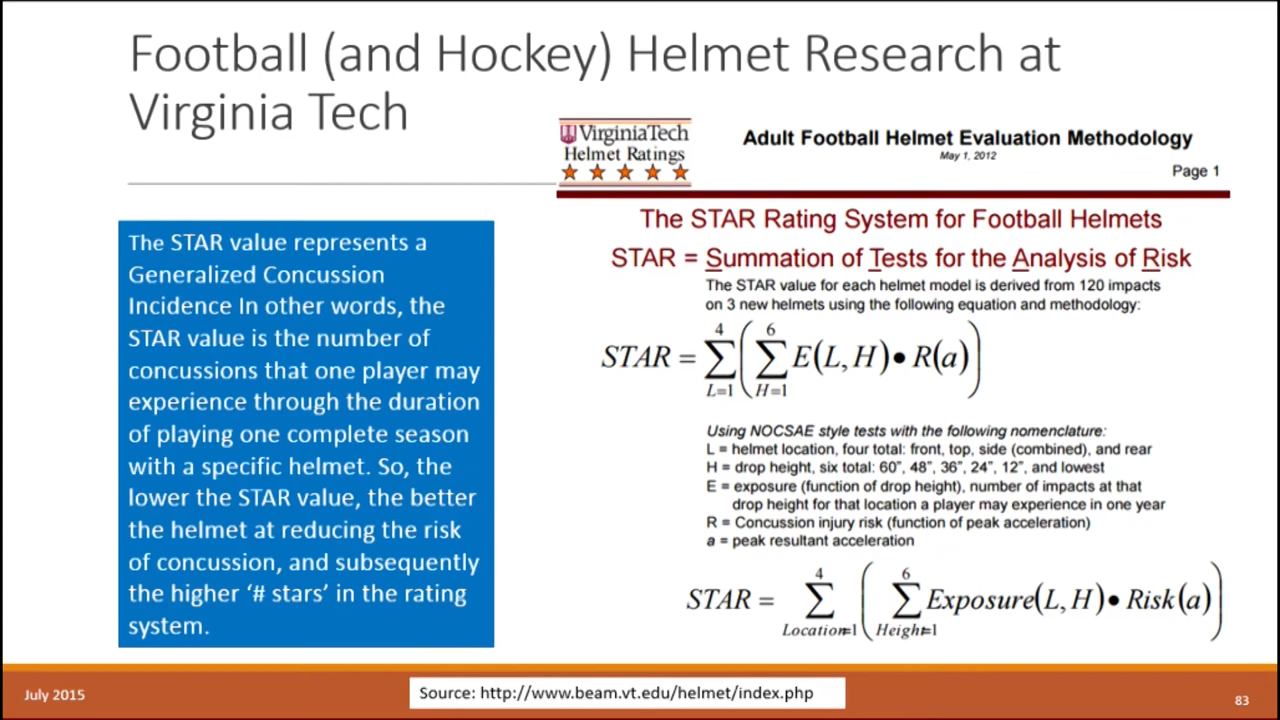 Football (and Hockey) Helmet Research at
Virginia Tech
VirginiaTech
Helmet Ratings
Adult Football Helmet Evaluation Methodology
May 1, 2012
Page 1
The STAR value represents a
Generalized Concussion
Incidence In other words, the
STAR value is the number of
concussions that one player may
experience through the duration
of playing one complete season
with a specific helmet. So, the
lower the STAR value, the better
the helmet at reducing the risk
of concussion, and subsequently
the higher ‘# stars’ in the rating
system.
The STAR Rating System for Football Helmets
STAR = Summation of Tests for the Analysis of Risk
The STAR value for each helmet model is derived from 120 impacts
on 3 new helmets using the following equation and methodology:
STAR = ∑_{L=1}^{4} ( ∑_{H=1}^{6} E(L, H) • R(a) )
Using NOCSAE style tests with the following nomenclature:
L = helmet location, four total: front, top, side (combined), and rear
H = drop height, six total: 60”, 48”, 36”, 24”, 12”, and lowest
E = exposure (function of drop height), number of impacts at that
drop height for that location a player may experience in one year
R = Concussion injury risk (function of peak acceleration)
a = peak resultant acceleration
STAR = ∑_{Location=1}^{4} ( ∑_{Height=1}^{6} Exposure(L, H) • Risk(a) )
July 2015
Source: http://www.beam.vt.edu/helmet/index.php
83